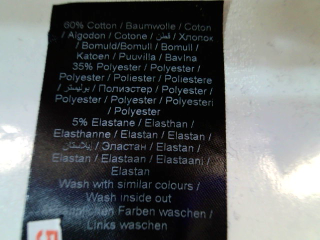 60% Cotton / Baumwolle / Coton
/ Algodon / Cotone / قطن / Хлопок
/ Bomuld/Bomull / Bomull /
Katoen / Puuvilla / Bavlna
35% Polyester / Polyester /
Polyester / Poliester / Poliestere
/ بوليستر / Полиэстер / Polyester /
Polyester / Polyester / Polyesteri
/ Polyester
5% Elastane / Elasthan /
Elasthanne / Elastan / Elastan /
إيلاستان / Эластан / Elastan /
Elastan / Elastaan / Elastaani /
Elastan
Wash with similar colours /
Wash inside out
Farben waschen /
Links waschen